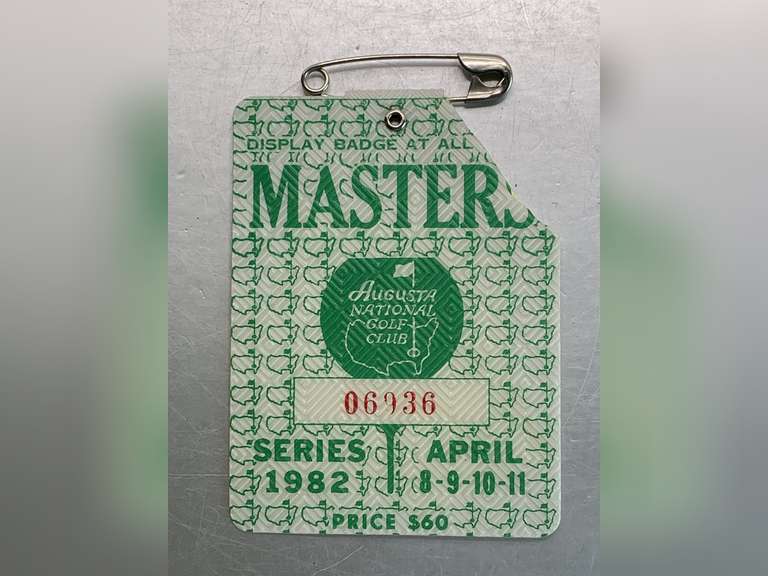 DISPLAY BADGE AT ALL
MASTERS
Augusta
NATIONAL
GOLF
CLUB
06936
SERIES APRIL
1982 8-9-10-11
PRICE $60